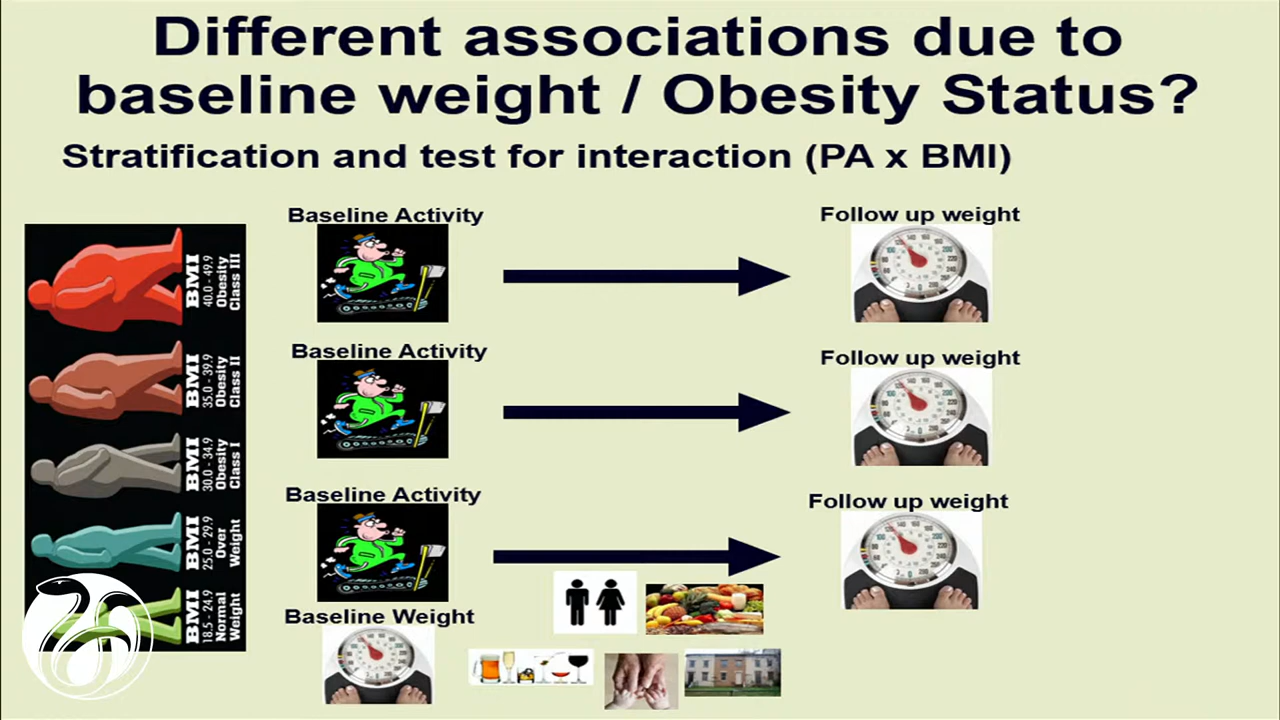 Different associations due to
baseline weight / Obesity Status?
Stratification and test for interaction (PA x BMI)
Baseline Activity
Follow up weight
Baseline Activity
Follow up weight
Baseline Activity
Follow up weight
Baseline Weight
BMI
40.0 - 49.9
Obesity
Class III
BMI
35.0 - 39.9
Obesity
Class II
BMI
30.0 - 34.9
Obesity
Class I
BMI
25.0 - 29.9
Over
Weight
BMI
18.5 - 24.9
Normal
Weight